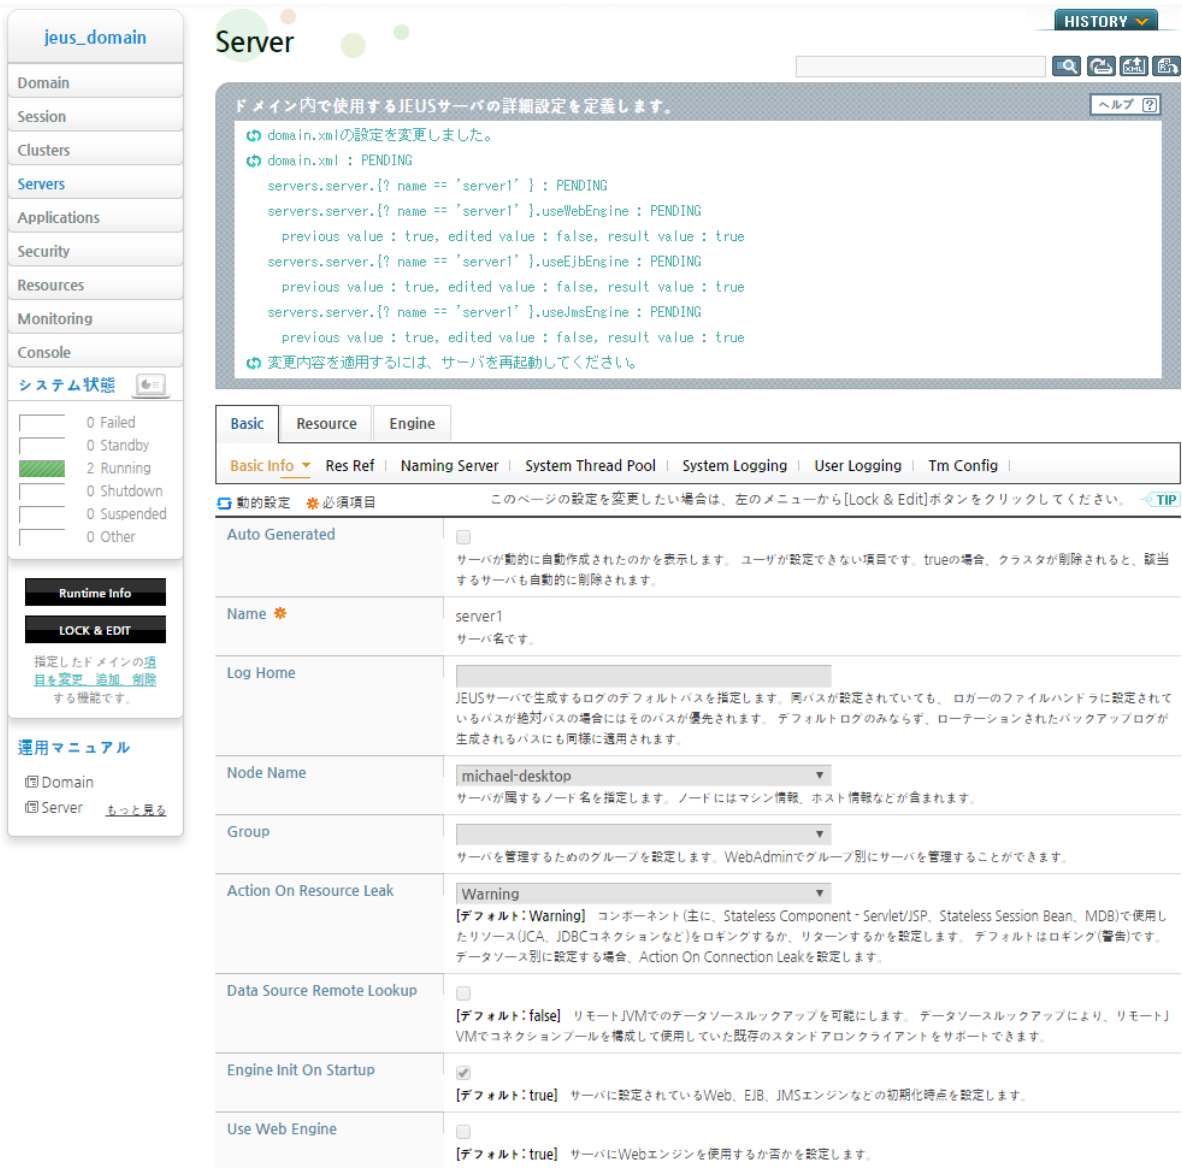 jeus_domain
Domain
Session
Clusters
Servers
Applications
Security
Resources
Monitoring
Console
システム状態
0 Failed
0 Standby
2 Running
0 Shutdown
0 Suspended
0 Other
Runtime Info
LOCK & EDIT
指定したドメインの項
目を変更、追加、削除
する機能です。
運用マニュアル
Domain
Server もっと見る
Server
HISTORY
XML
ドメイン内で使用するJEUSサーバの詳細設定を定義します。
ヘルプ ?
domain.xmlの設定を変更しました。
domain.xml : PENDING
servers.server.{? name == 'server1' } : PENDING
servers.server.{? name == 'server1' }.useWebEngine : PENDING
previous value : true, edited value : false, result value : true
servers.server.{? name == 'server1' }.useEjbEngine : PENDING
previous value : true, edited value : false, result value : true
servers.server.{? name == 'server1' }.useJmsEngine : PENDING
previous value : true, edited value : false, result value : true
変更内容を適用するには、サーバを再起動してください。
Basic Resource Engine
Basic Info Res Ref Naming Server System Thread Pool System Logging User Logging Tm Config
動的設定 必須項目 このページの設定を変更したい場合は、左のメニューから[Lock & Edit]ボタンをクリックしてください。 TIP
Auto Generated
サーバが動的に自動作成されたのかを表示します。 ユーザが設定できない項目です。trueの場合、クラスタが削除されると、該当
するサーバも自動的に削除されます。
Name
server1
サーバ名です。
Log Home
JEUSサーバで生成するログのデフォルトパスを指定します。同パスが設定されていても、 ロガーのファイルハンドラに設定されて
いるパスが絶対パスの場合にはそのパスが優先されます。 デフォルトログのみならず、ローテーションされたバックアップログが
生成されるパスにも同様に適用されます。
Node Name
michael-desktop
サーバが属するノード名を指定します。ノードにはマシン情報、ホスト情報などが含まれます。
Group
サーバを管理するためのグループを設定します。WebAdminでグループ別にサーバを管理することができます。
Action On Resource Leak
Warning
[デフォルト: Warning] コンポーネント(主に、Stateless Component - Servlet/JSP、Stateless Session Bean、MDB)で使用し
たリソース(JCA、JDBCコネクションなど)をロギングするか、リターンするかを設定します。 デフォルトはロギング(警告)です。
データソース別に設定する場合、Action On Connection Leakを設定します。
Data Source Remote Lookup
[デフォルト: false] リモートJVMでのデータソースルックアップを可能にします。 データソースルックアップにより、リモートJ
VMでコネクションプールを構成して使用していた既存のスタンドアロンクライアントをサポートできます。
Engine Init On Startup
[デフォルト: true] サーバに設定されているWeb、EJB、JMSエンジンなどの初期化時点を設定します。
Use Web Engine
[デフォルト: true] サーバにWebエンジンを使用するか否かを設定します。